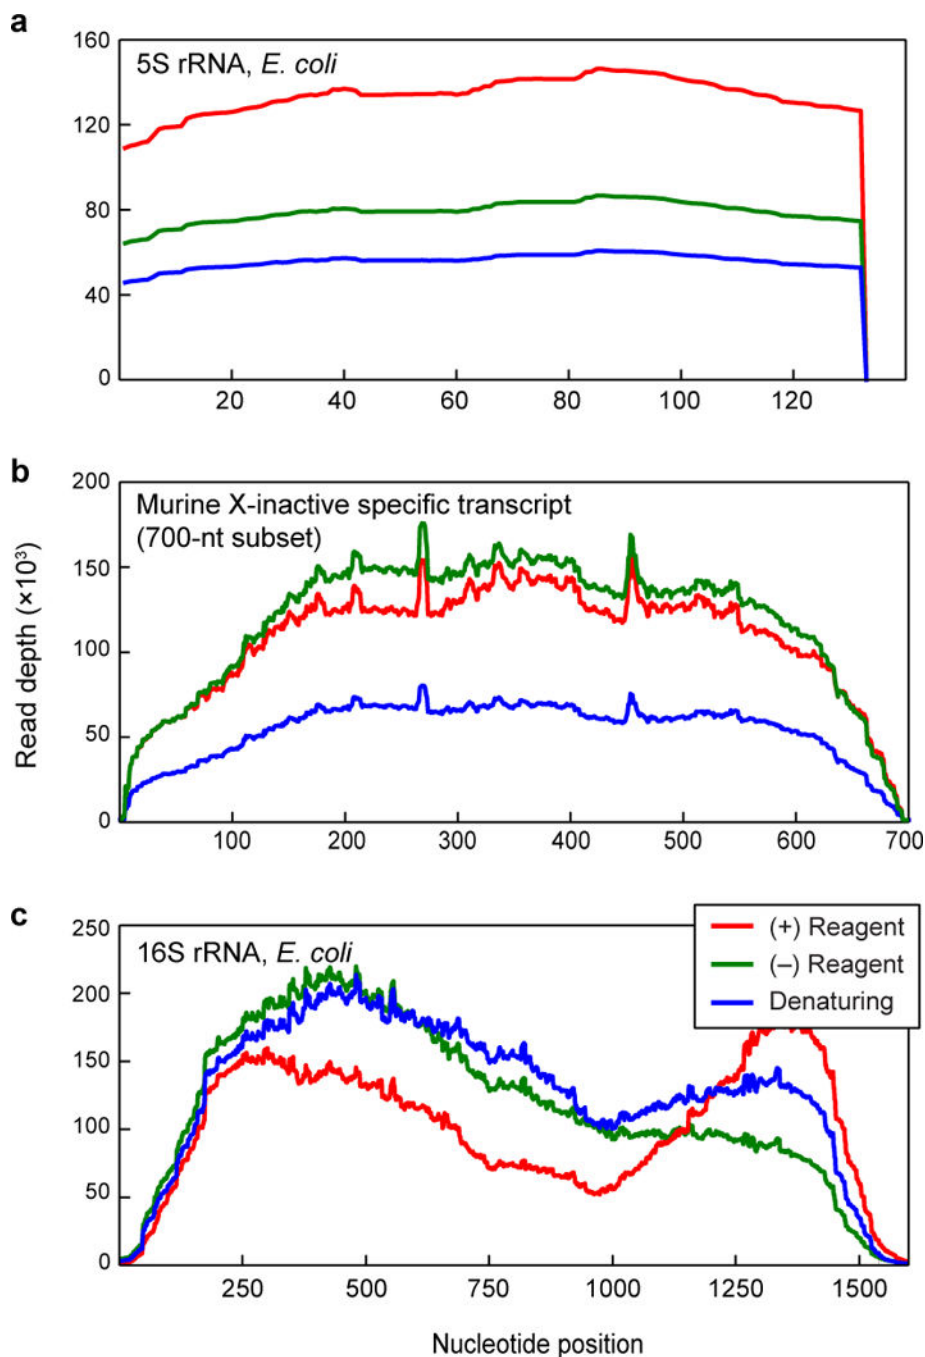 a
160
5S rRNA, E. coli
120
80
40
0
20 40 60 80 100 120
b
200
Murine X-inactive specific transcript
(700-nt subset)
150
100
50
0
100 200 300 400 500 600 700
Read depth (×10³)
c
250
16S rRNA, E. coli
(+) Reagent
(–) Reagent
Denaturing
200
150
100
50
0
250 500 750 1000 1250 1500
Nucleotide position